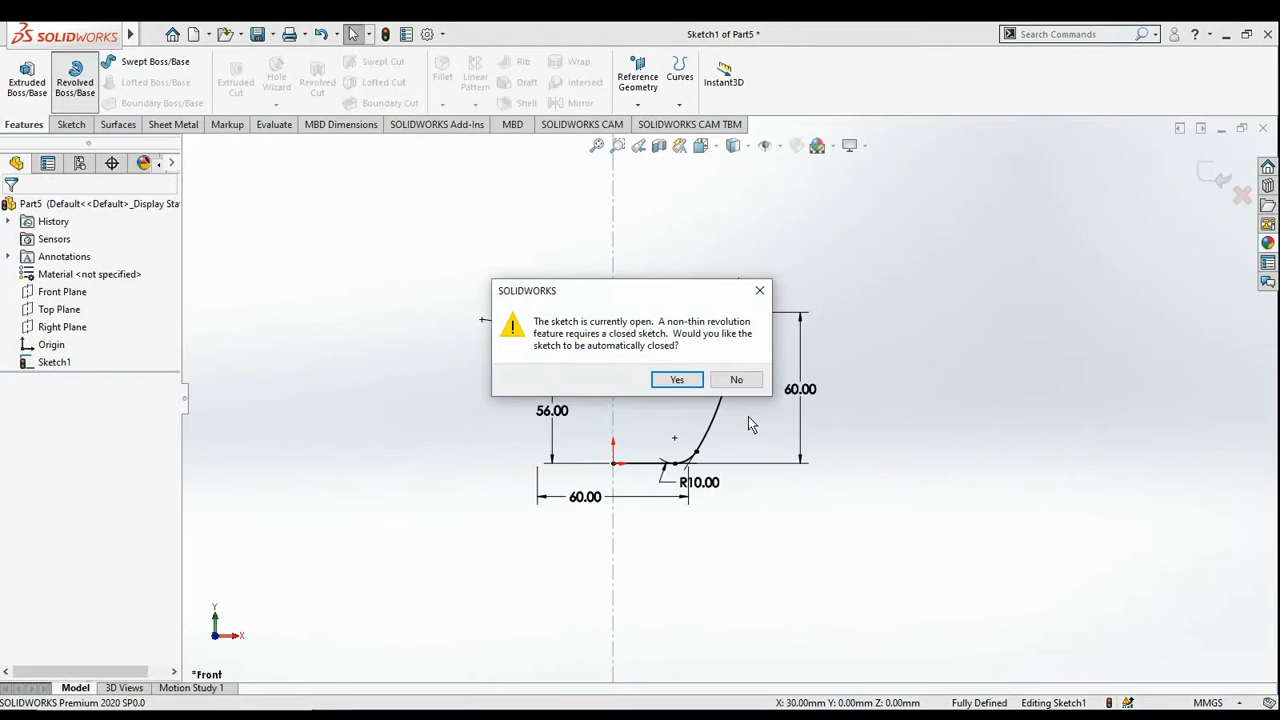 SOLIDWORKS
Sketch1 of Part5 *
Search Commands
Extruded Boss/Base
Revolved Boss/Base
Swept Boss/Base
Lofted Boss/Base
Boundary Boss/Base
Extruded Cut
Hole Wizard
Revolved Cut
Swept Cut
Lofted Cut
Boundary Cut
Fillet
Linear Pattern
Rib
Draft
Shell
Wrap
Intersect
Mirror
Reference Geometry
Curves
Instant3D
Features
Sketch
Surfaces
Sheet Metal
Markup
Evaluate
MBD Dimensions
SOLIDWORKS Add-Ins
MBD
SOLIDWORKS CAM
SOLIDWORKS CAM TBM
Part5 (Default<<Default>_Display Sta
History
Sensors
Annotations
Material <not specified>
Front Plane
Top Plane
Right Plane
Origin
Sketch1
SOLIDWORKS
The sketch is currently open. A non-thin revolution
feature requires a closed sketch. Would you like the
sketch to be automatically closed?
Yes
No
56.00
60.00
R10.00
60.00
Y
X
*Front
Model
3D Views
Motion Study 1
SOLIDWORKS Premium 2020 SP0.0
X: 30.00mm Y: 0.00mm Z: 0.00mm
Fully Defined
Editing Sketch1
MMGS